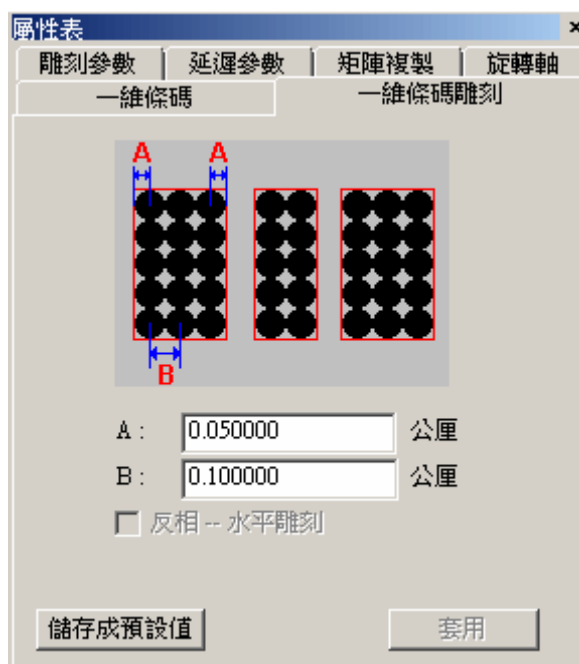 屬性表
雕刻參數 延遲參數 矩陣複製 旋轉軸
一維條碼 一維條碼雕刻
A A
B
A : 0.050000 公厘
B : 0.100000 公厘
反相 -- 水平雕刻
儲存成預設值 套用